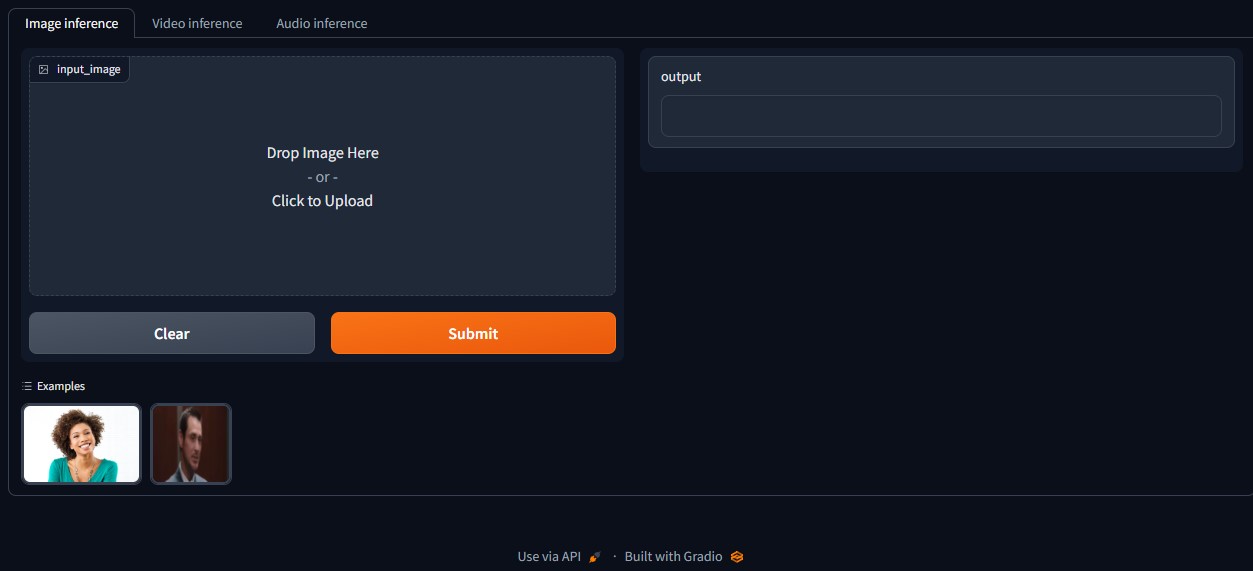 Image inference
Video inference
Audio inference
input_image
Drop Image Here
- or -
Click to Upload
Clear
Submit
output
Examples
Use via API · Built with Gradio